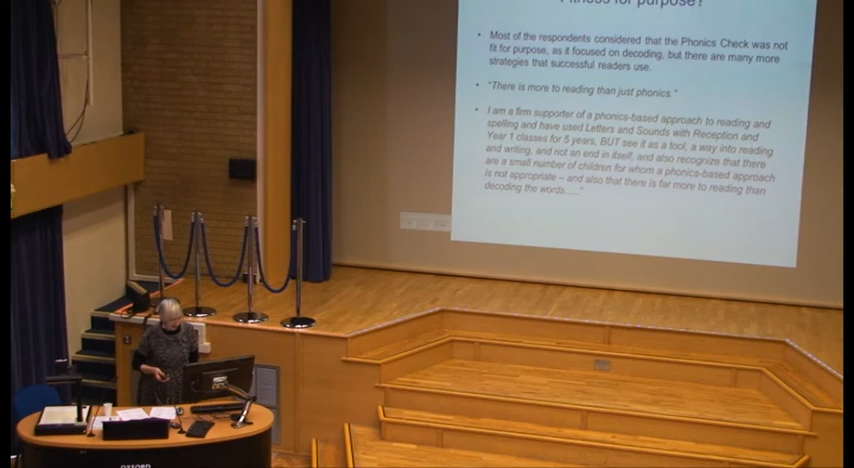 Fitness for purpose?
• Most of the respondents considered that the Phonics Check was not
fit for purpose, as it focused on decoding, but there are many more
strategies that successful readers use.
• "There is more to reading than just phonics."
• I am a firm supporter of a phonics-based approach to reading and
spelling and have used Letters and Sounds with Reception and
Year 1 classes for 5 years, BUT see it as a tool, a way into reading
and writing, and not an end in itself, and also recognize that there
are a small number of children for whom a phonics-based approach
is not appropriate – and also that there is far more to reading than
decoding the words....."
OXFORD